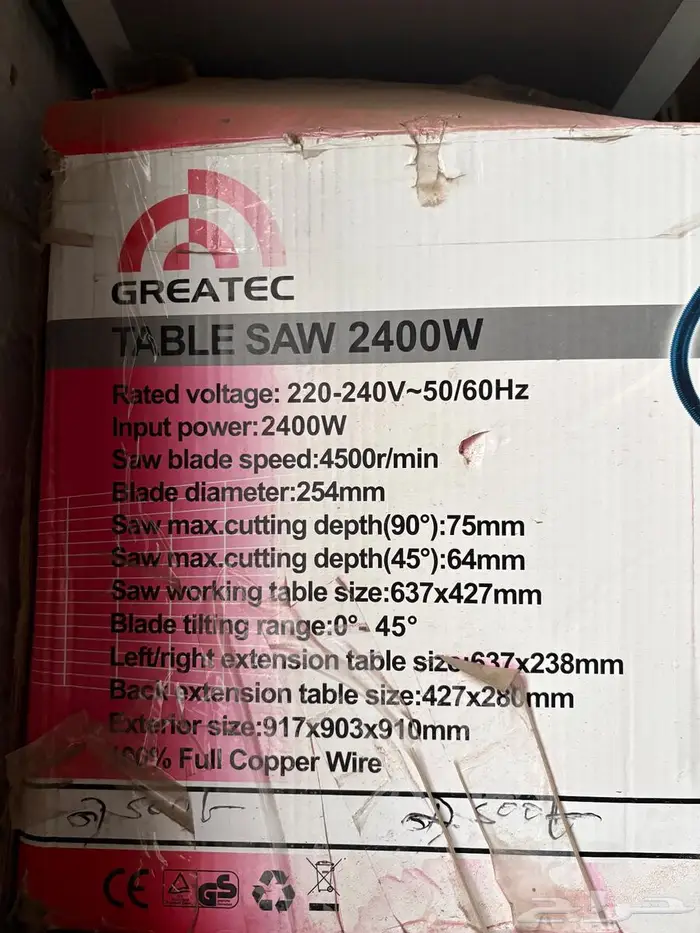 GREATEC
TABLE SAW 2400W
Rated voltage: 220-240V~50/60Hz
Input power:2400W
Saw blade speed:4500r/min
Blade diameter:254mm
Saw max.cutting depth(90°):75mm
Saw max.cutting depth(45°):64mm
Saw working table size:637x427mm
Blade tilting range:0°- 45°
Left/right extension table size:637x238mm
Back extension table size:427x280mm
Exterior size:917x903x910mm
100% Full Copper Wire
CE GS
حراج